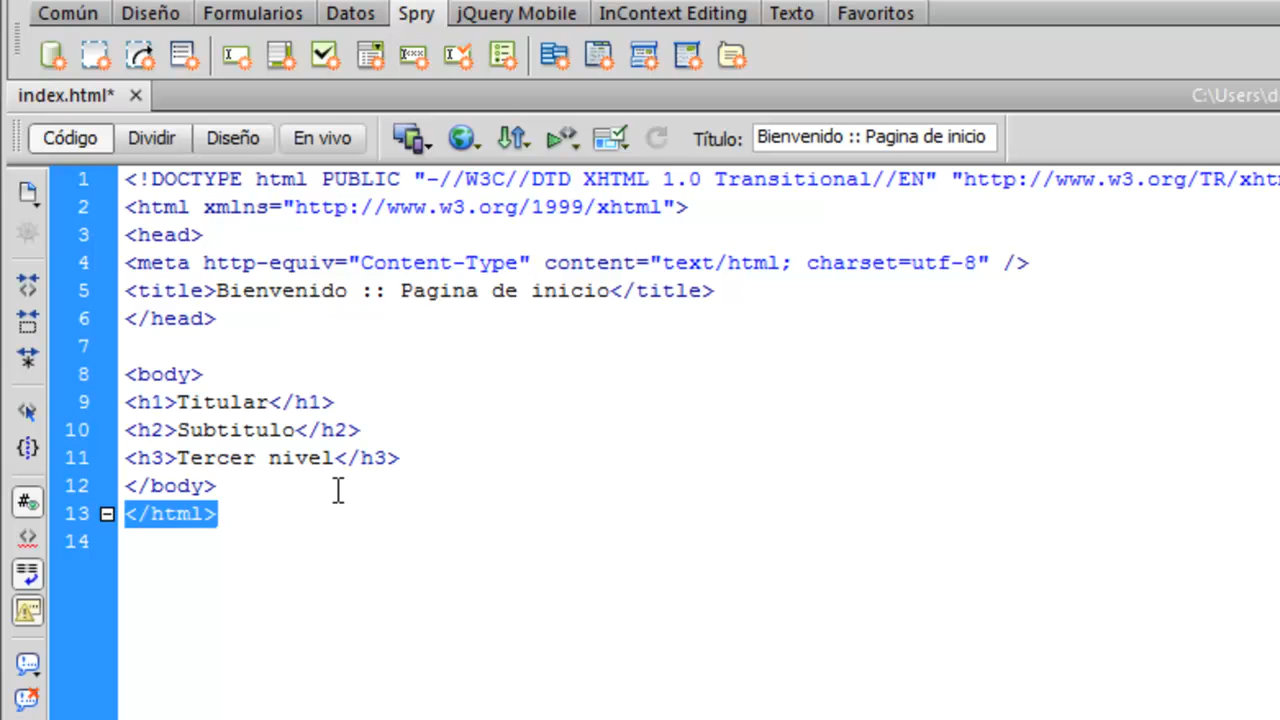 Común Diseño Formularios Datos Spry jQuery Mobile InContext Editing Texto Favoritos
index.html* C:\Users\d
Código Dividir Diseño En vivo Título: Bienvenido :: Pagina de inicio
1 <!DOCTYPE html PUBLIC "-//W3C//DTD XHTML 1.0 Transitional//EN" "http://www.w3.org/TR/xht
2 <html xmlns="http://www.w3.org/1999/xhtml">
3 <head>
4 <meta http-equiv="Content-Type" content="text/html; charset=utf-8" />
5 <title>Bienvenido :: Pagina de inicio</title>
6 </head>
7
8 <body>
9 <h1>Titular</h1>
10 <h2>Subtitulo</h2>
11 <h3>Tercer nivel</h3>
12 </body>
13 </html>
14